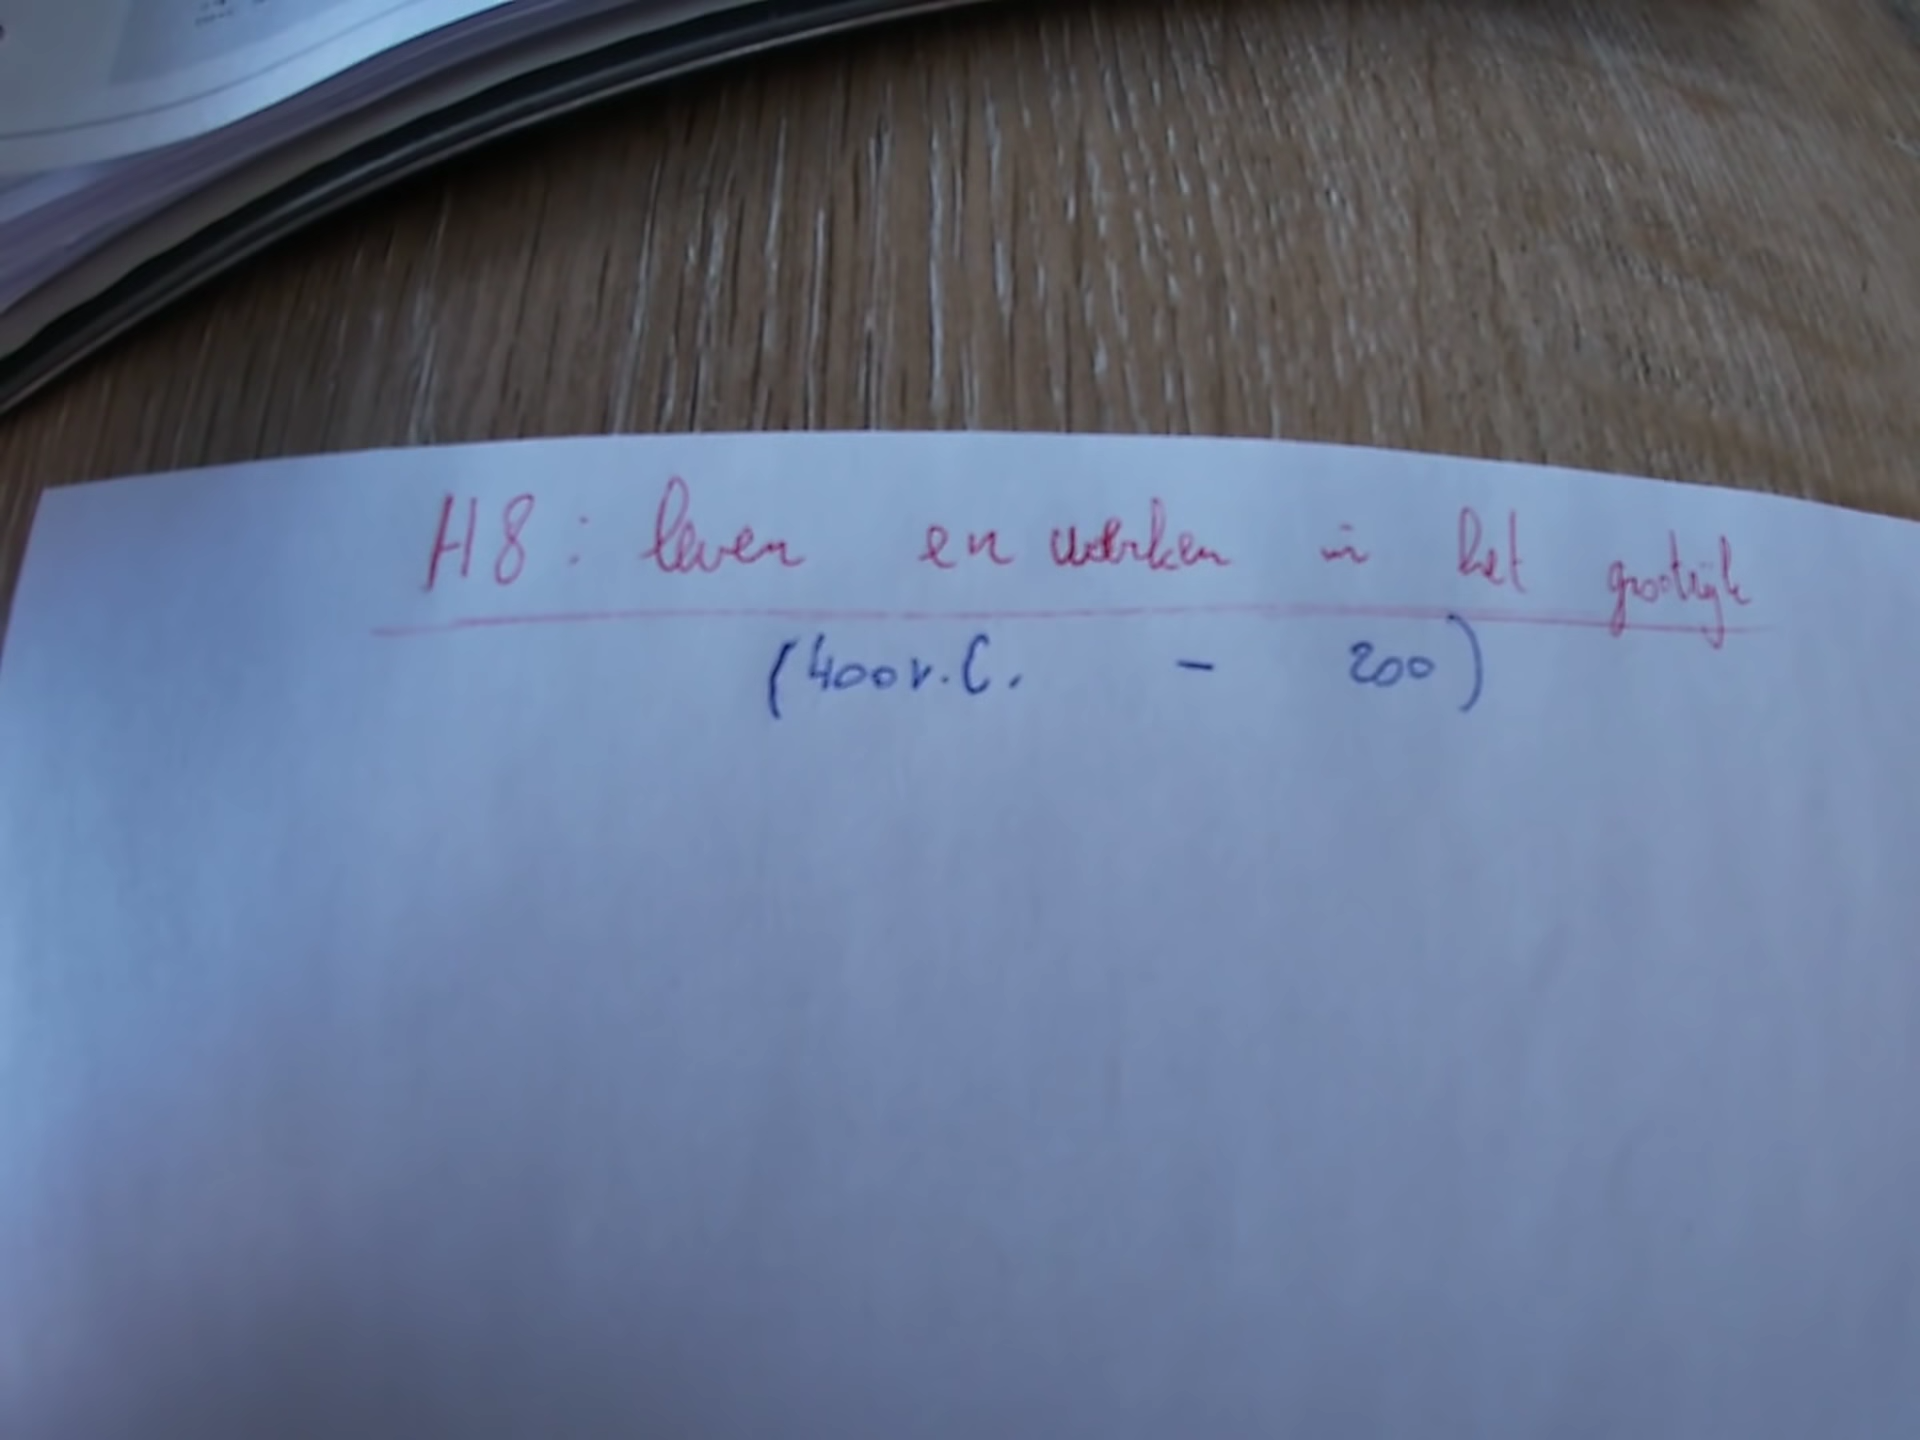 H8: leven en werken in het grootrijk
(400 v.C. - 200)